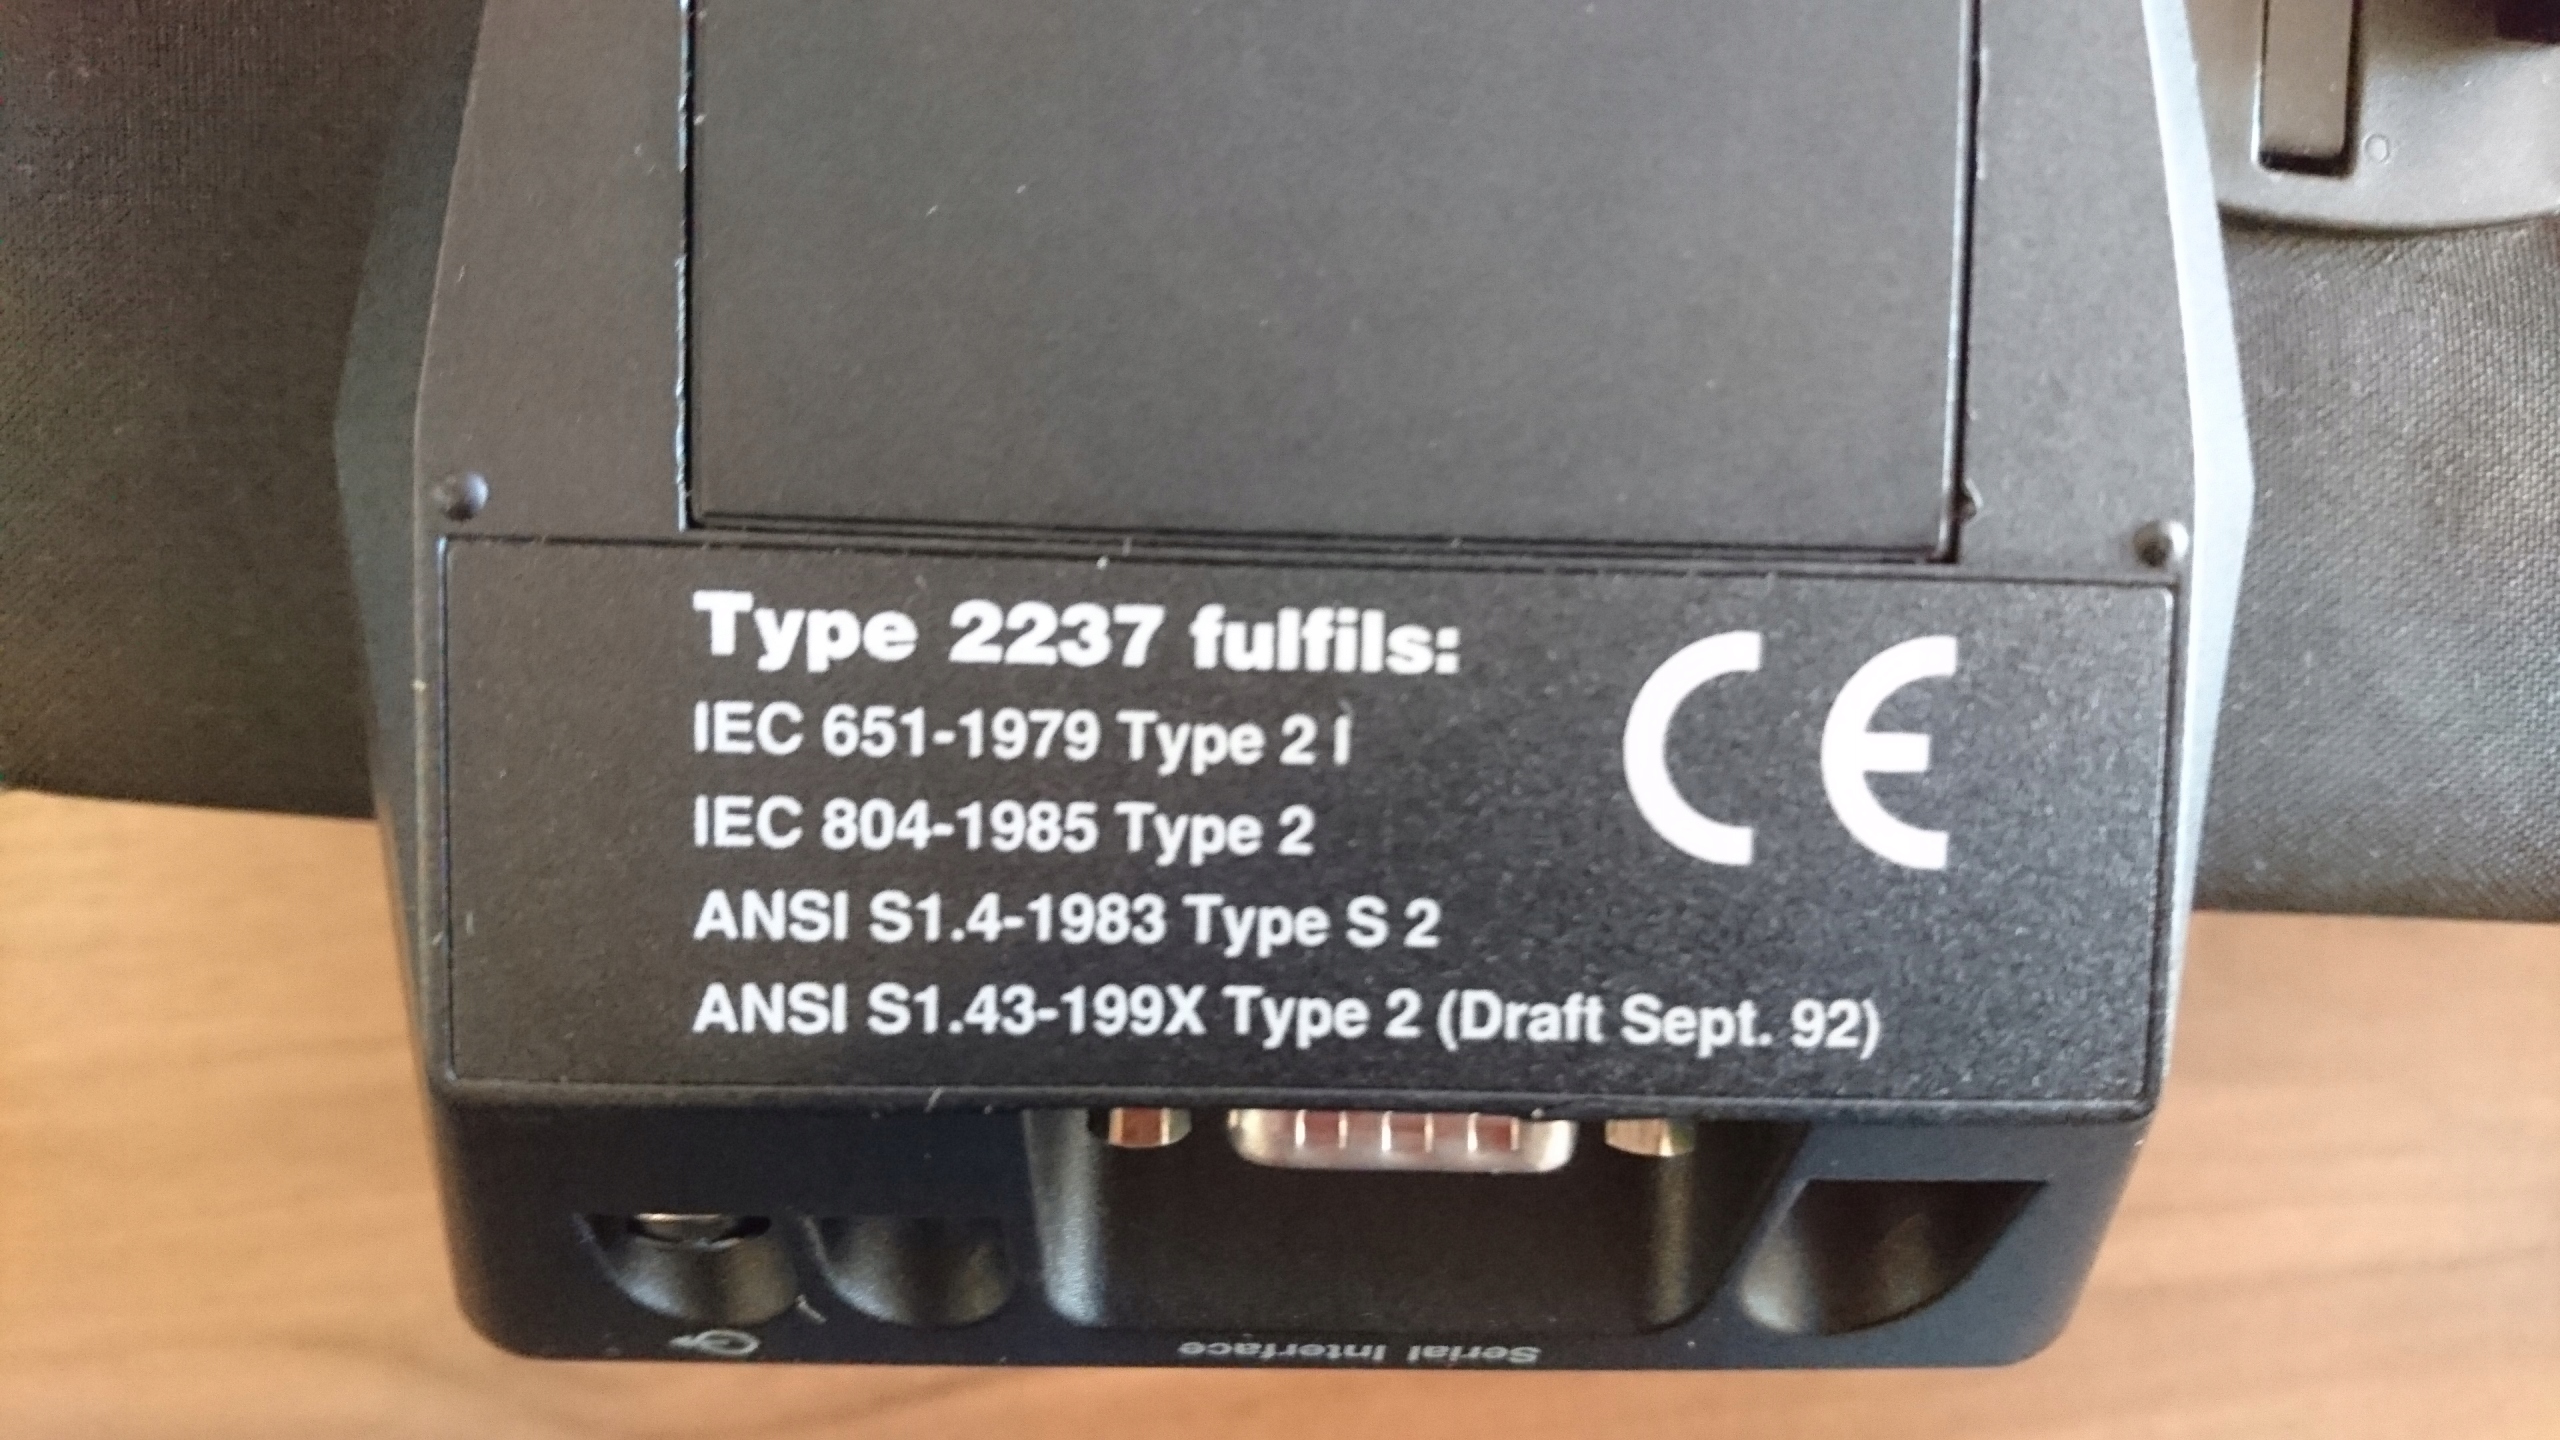 Type 2237 fulfils:
IEC 651-1979 Type 2 I
IEC 804-1985 Type 2
ANSI S1.4-1983 Type S 2
ANSI S1.43-199X Type 2 (Draft Sept. 92)
CE
Serial Interface